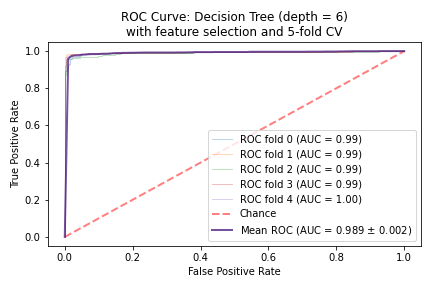 ROC Curve: Decision Tree (depth = 6)
with feature selection and 5-fold CV
True Positive Rate
1.0
0.8
0.6
0.4
0.2
0.0
ROC fold 0 (AUC = 0.99)
ROC fold 1 (AUC = 0.99)
ROC fold 2 (AUC = 0.99)
ROC fold 3 (AUC = 0.99)
ROC fold 4 (AUC = 1.00)
Chance
Mean ROC (AUC = 0.989 ± 0.002)
0.0 0.2 0.4 0.6 0.8 1.0
False Positive Rate